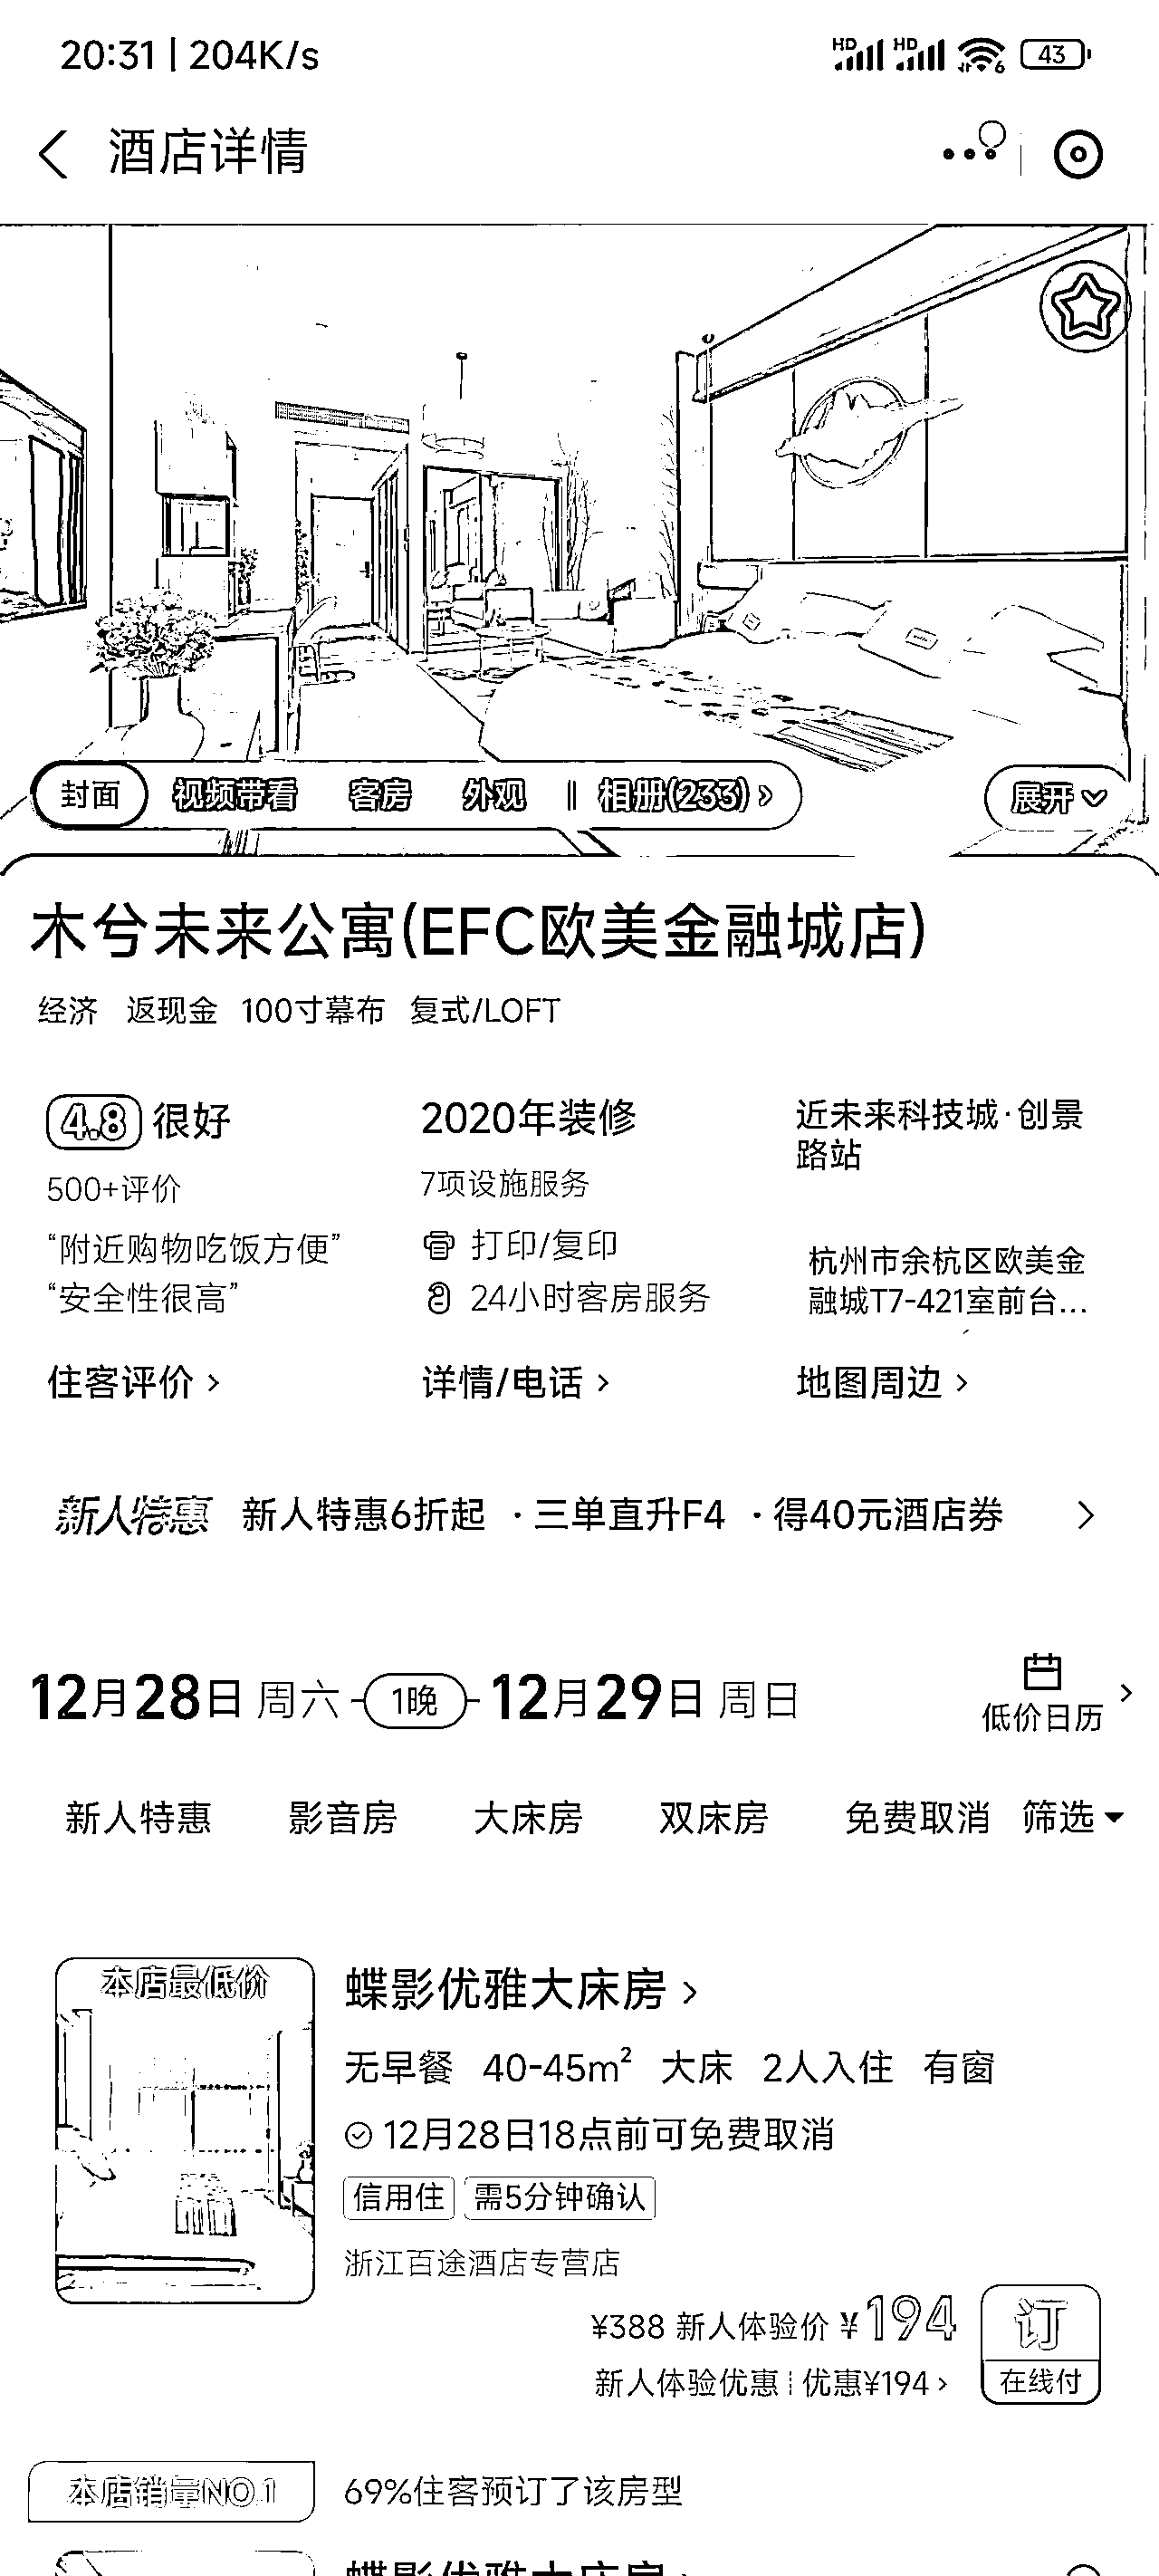 20:31 | 204K/s
HD HD 6 43
酒店详情
封面 视频带看 客房 外观 相册(233)
展开
木兮未来公寓(EFC欧美金融城店)
经济 返现金 100寸幕布 复式/LOFT
4.8 很好
500+评价
“附近购物吃饭方便”
“安全性很高”
住客评价
2020年装修
7项设施服务
打印/复印
24小时客房服务
详情/电话
近未来科技城·创景
路站
杭州市余杭区欧美金
融城T7-421室前台...
地图周边
新人特惠 新人特惠6折起 ·三单直升F4 ·得40元酒店券
12月28日 周六 1晚 12月29日 周日
低价日历
新人特惠 影音房 大床房 双床房 免费取消 筛选
本店最低价
蝶影优雅大床房
无早餐 40-45m² 大床 2人入住 有窗
12月28日18点前可免费取消
信用住 需5分钟确认
浙江百途酒店专营店
¥388 新人体验价 ¥194
新人体验优惠 优惠¥194
订
在线付
本店销量NO.1 69%住客预订了该房型
蝶影优雅大床房